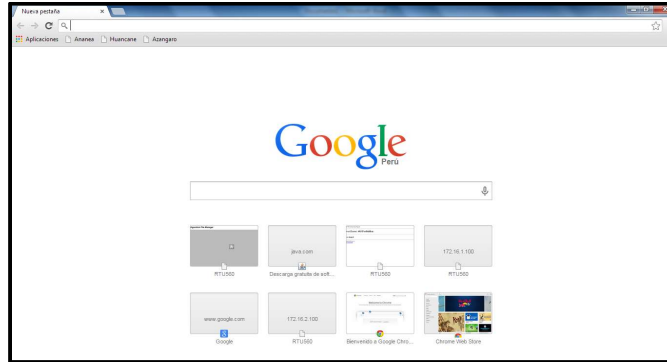 Nueva pestaña
Aplicaciones Ananea Huancane Azangaro
Google
Perú
java.com
172.16.1.100
RTU560 Descarga gratuita de soft... RTU560 RTU560
www.google.com
172.16.2.100
Google RTU560 Bienvenido a Google Chro... Chrome Web Store